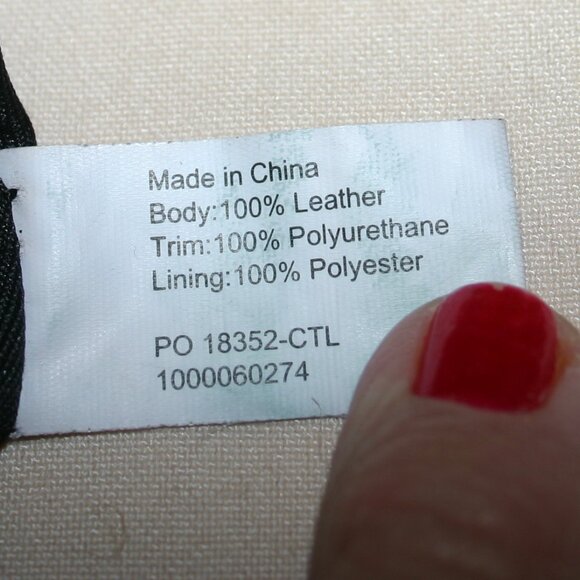 Made in China
Body:100% Leather
Trim:100% Polyurethane
Lining:100% Polyester
PO 18352-CTL
1000060274